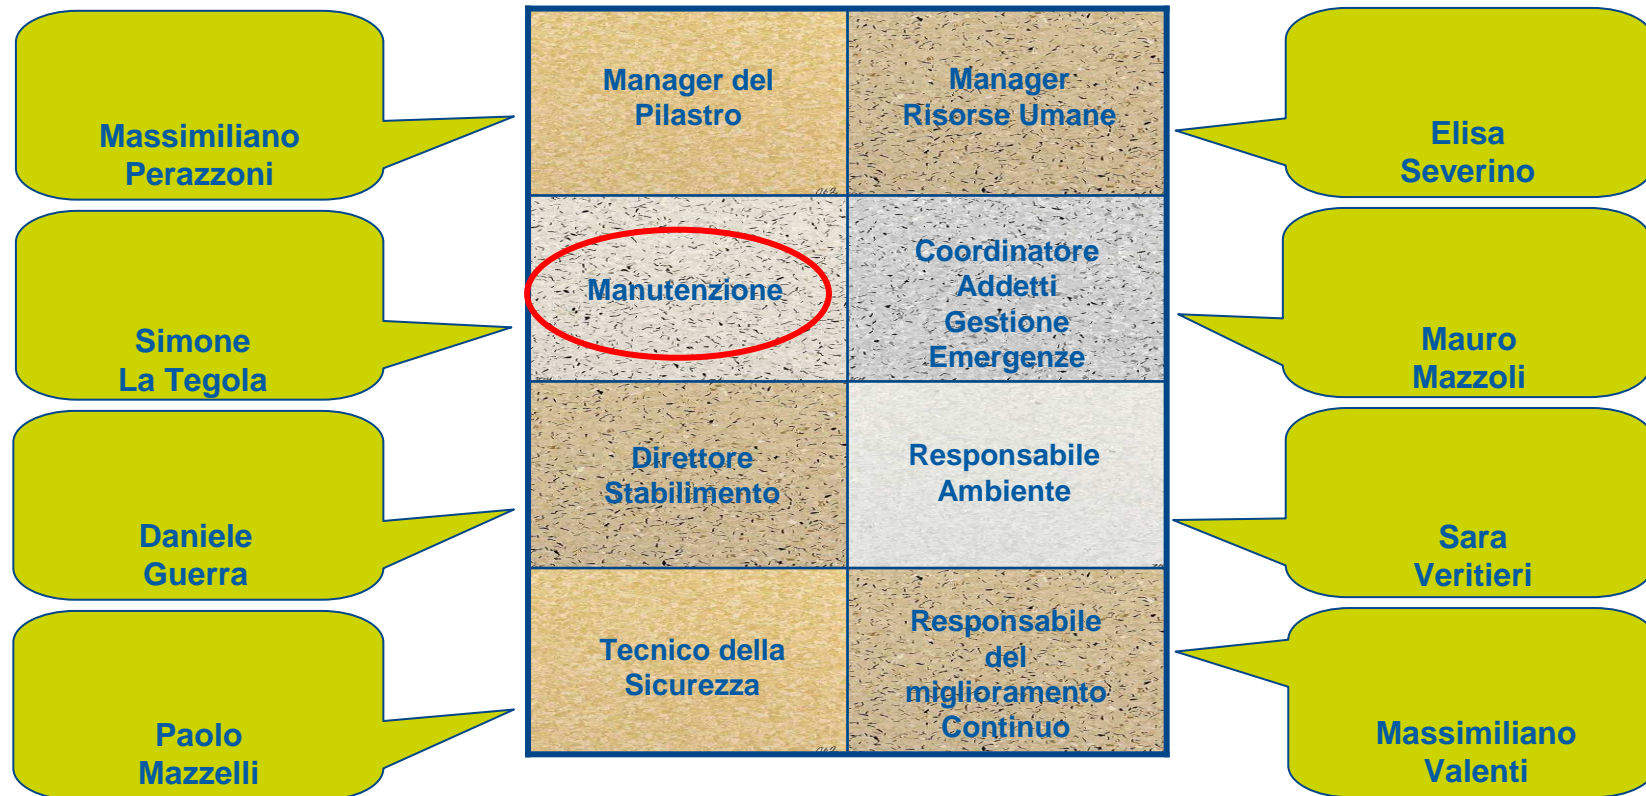 Massimiliano
Perazzoni
Manager del
Pilastro
Manager
Risorse Umane
Elisa
Severino
Simone
La Tegola
Manutenzione
Coordinatore
Addetti
Gestione
Emergenze
Mauro
Mazzoli
Daniele
Guerra
Direttore
Stabilimento
Responsabile
Ambiente
Sara
Veritieri
Paolo
Mazzelli
Tecnico della
Sicurezza
Responsabile
del
miglioramento
Continuo
Massimiliano
Valenti